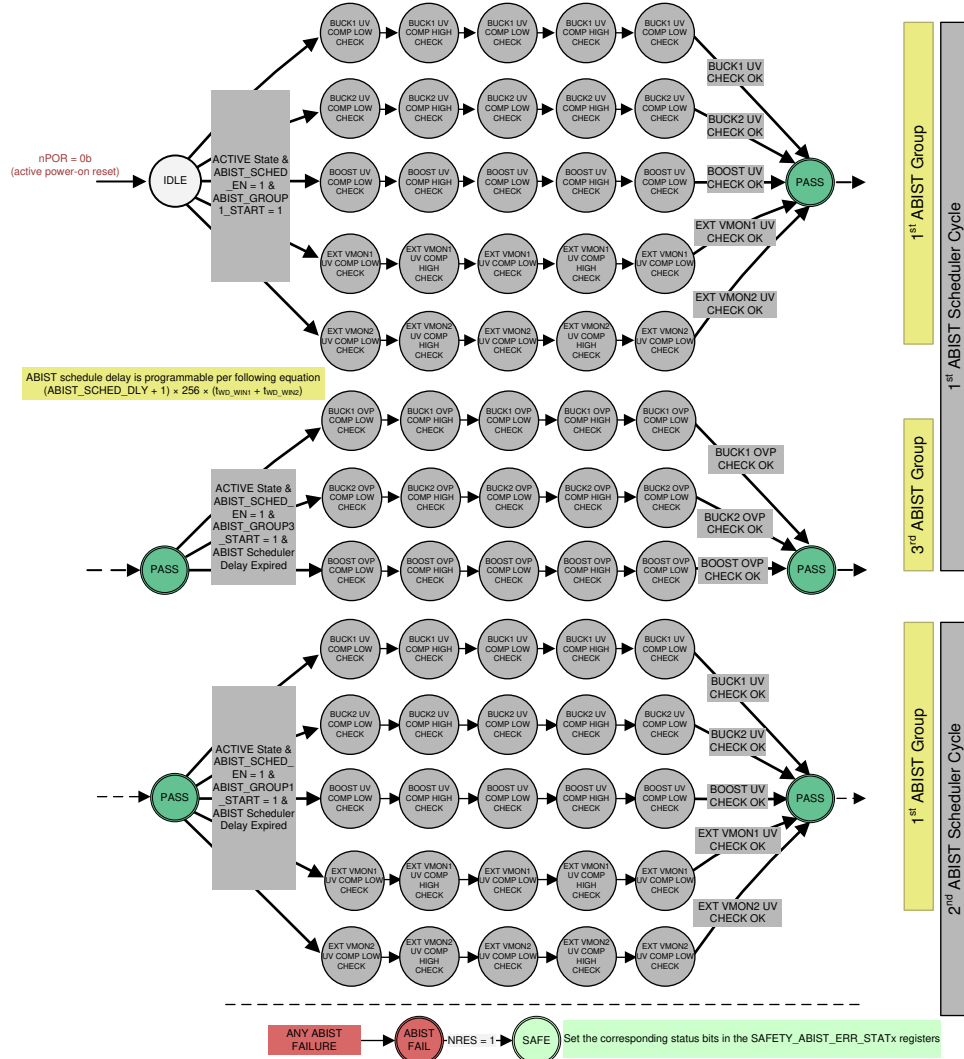 BUCK1 UV
COMP LOW
CHECK
BUCK1 UV
COMP HIGH
CHECK
BUCK1 UV
COMP LOW
CHECK
BUCK1 UV
COMP HIGH
CHECK
BUCK1 UV
COMP LOW
CHECK
BUCK1 UV
CHECK OK
BUCK2 UV
COMP LOW
CHECK
BUCK2 UV
COMP HIGH
CHECK
BUCK2 UV
COMP LOW
CHECK
BUCK2 UV
COMP HIGH
CHECK
BUCK2 UV
COMP LOW
CHECK
BUCK2 UV
CHECK OK
nPOR = 0b
(active power-on reset)
IDLE
ACTIVE State &
ABIST_SCHED
_EN = 1 &
ABIST_GROUP
1_START = 1
BOOST UV
COMP LOW
CHECK
BOOST UV
COMP HIGH
CHECK
BOOST UV
COMP LOW
CHECK
BOOST UV
COMP HIGH
CHECK
BOOST UV
COMP LOW
CHECK
BOOST UV
CHECK OK
PASS
EXT VMON1
UV COMP LOW
CHECK
EXT VMON1
UV COMP
HIGH
CHECK
EXT VMON1
UV COMP LOW
CHECK
EXT VMON1
UV COMP
HIGH
CHECK
EXT VMON1
UV COMP LOW
CHECK
EXT VMON1 UV
CHECK OK
EXT VMON2
UV COMP LOW
CHECK
EXT VMON2
UV COMP
HIGH
CHECK
EXT VMON2
UV COMP LOW
CHECK
EXT VMON2
UV COMP
HIGH
CHECK
EXT VMON2
UV COMP LOW
CHECK
EXT VMON2 UV
CHECK OK
1st ABIST Group
1st ABIST Scheduler Cycle
ABIST schedule delay is programmable per following equation
(ABIST_SCHED_DLY + 1) × 256 × (tWD_WIN1 + tWD_WIN2)
BUCK1 OVP
COMP LOW
CHECK
BUCK1 OVP
COMP HIGH
CHECK
BUCK1 OVP
COMP LOW
CHECK
BUCK1 OVP
COMP HIGH
CHECK
BUCK1 OVP
COMP LOW
CHECK
BUCK1 OVP
CHECK OK
PASS
ACTIVE State &
ABIST_SCHED_
EN = 1 &
ABIST_GROUP3
_START = 1 &
ABIST Scheduler
Delay Expired
BUCK2 OVP
COMP LOW
CHECK
BUCK2 OVP
COMP HIGH
CHECK
BUCK2 OVP
COMP LOW
CHECK
BUCK2 OVP
COMP HIGH
BUCK2 OVP
COMP LOW
CHECK
BUCK2 OVP
CHECK OK
BOOST OVP
COMP LOW
CHECK
BOOST OVP
COMP HIGH
CHECK
BOOST OVP
COMP LOW
CHECK
BOOST OVP
COMP HIGH
CHECK
BOOST OVP
COMP LOW
CHECK
BOOST OVP
CHECK OK
PASS
3rd ABIST Group
BUCK1 UV
COMP LOW
CHECK
BUCK1 UV
COMP HIGH
CHECK
BUCK1 UV
COMP LOW
CHECK
BUCK1 UV
COMP HIGH
CHECK
BUCK1 UV
COMP LOW
CHECK
BUCK1 UV
CHECK OK
BUCK2 UV
COMP LOW
CHECK
BUCK2 UV
COMP HIGH
CHECK
BUCK2 UV
COMP LOW
CHECK
BUCK2 UV
COMP HIGH
CHECK
BUCK2 UV
COMP LOW
CHECK
BUCK2 UV
CHECK OK
PASS
ACTIVE State &
ABIST_SCHED_
EN = 1 &
ABIST_GROUP1
_START = 1 &
ABIST Scheduler
Delay Expired
BOOST UV
COMP LOW
CHECK
BOOST UV
COMP HIGH
CHECK
BOOST UV
COMP LOW
CHECK
BOOST UV
COMP HIGH
CHECK
BOOST UV
COMP LOW
CHECK
BOOST UV
CHECK OK
PASS
EXT VMON1
UV COMP LOW
CHECK
EXT VMON1
UV COMP
HIGH
CHECK
EXT VMON1
UV COMP LOW
CHECK
EXT VMON1
UV COMP
HIGH
CHECK
EXT VMON1
UV COMP LOW
CHECK
EXT VMON1 UV
CHECK OK
EXT VMON2
UV COMP LOW
CHECK
EXT VMON2
UV COMP
HIGH
CHECK
EXT VMON2
UV COMP LOW
CHECK
EXT VMON2
UV COMP
HIGH
CHECK
EXT VMON2
UV COMP LOW
CHECK
EXT VMON2 UV
CHECK OK
1st ABIST Group
2nd ABIST Scheduler Cycle
ANY ABIST
FAILURE
ABIST
FAIL
NRES = 1
SAFE
Set the corresponding status bits in the SAFETY_ABIST_ERR_STATx registers